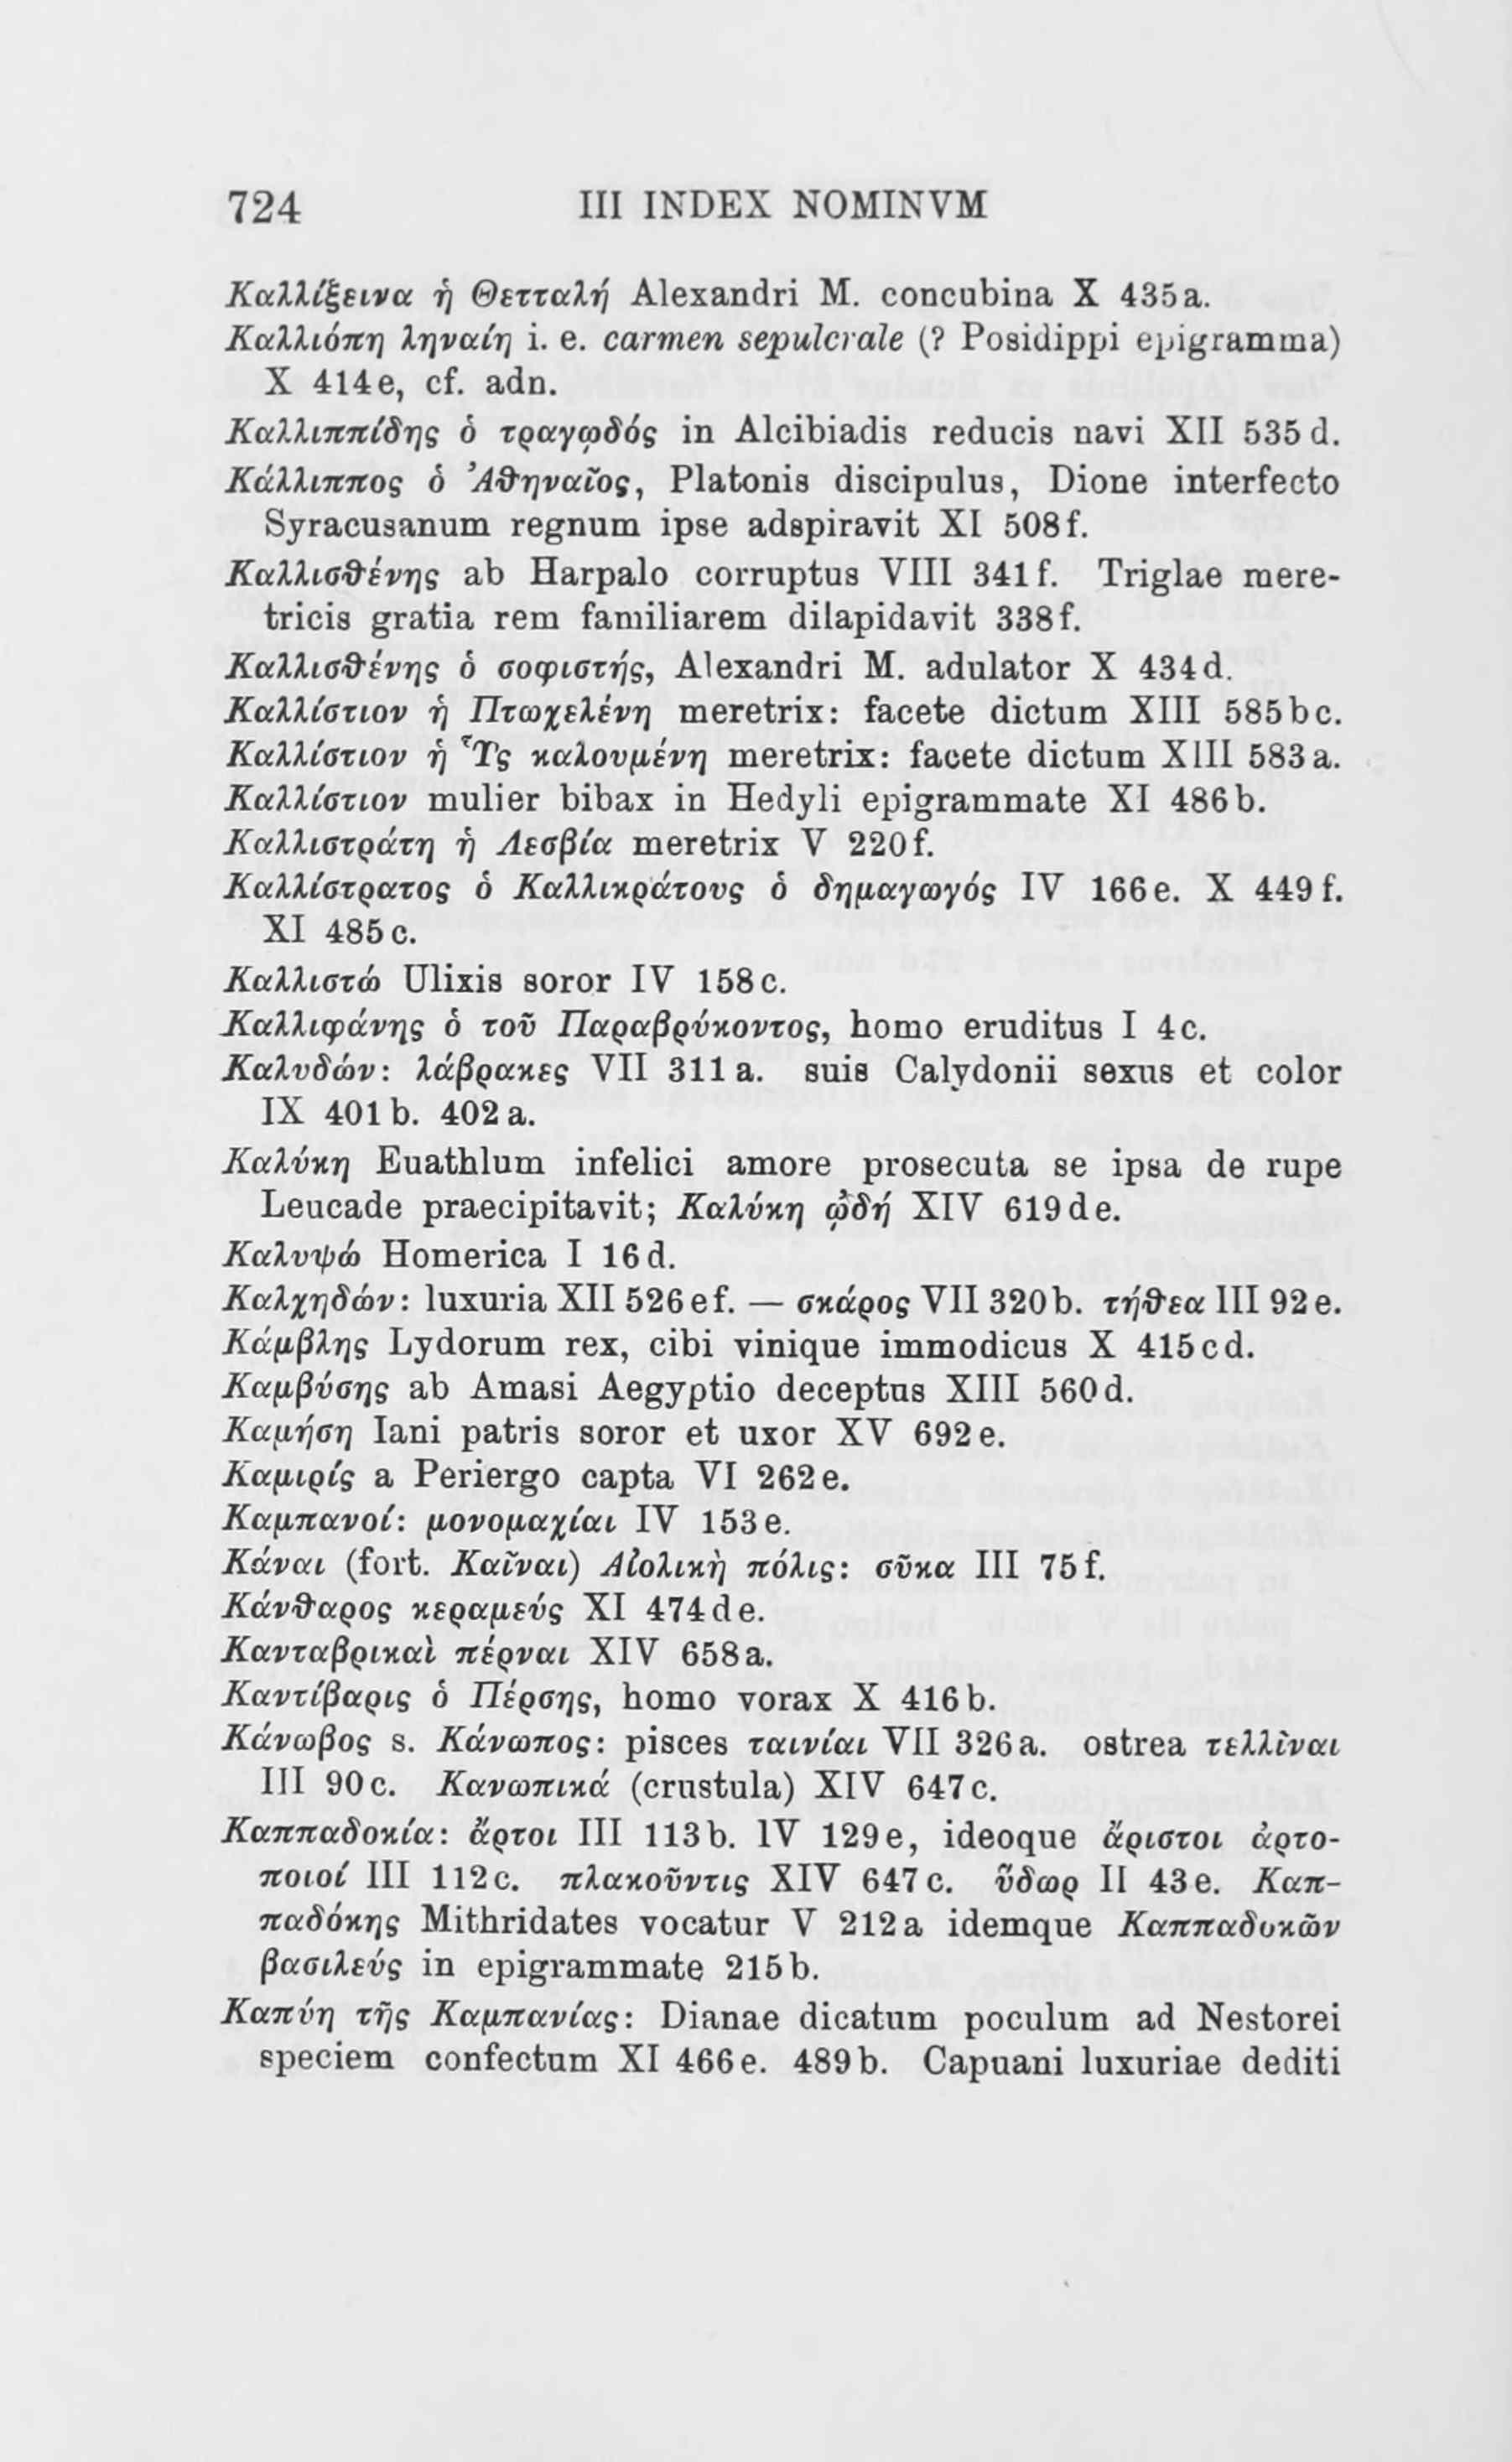 724 III INDEX NOMINVM
Καλλίξεινα ἡ Θετταλή Alexandri M. concubina X 435a.
Καλλιόπη ληναίη i. e. carmen sepulcrale (? Posidippi epigramma)
X 414e, cf. adn.
Καλλιππίδης ὁ τραγῳδός in Alcibiadis reducis navi XII 535d.
Κάλλιππος ὁ Ἀθηναῖος, Platonis discipulus, Dione interfecto
Syracusanum regnum ipse adspiravit XI 508f.
Καλλισθένης ab Harpalo corruptus VIII 341f. Triglae mere-
tricis gratia rem familiarem dilapidavit 338f.
Καλλισθένης ὁ σοφιστής, Alexandri M. adulator X 434d.
Καλλίστιον ἡ Πτωχελένη meretrix: facete dictum XIII 585bc.
Καλλίστιον ἡ Ὗς καλουμένη meretrix: facete dictum XIII 583a.
Καλλίστιον mulier bibax in Hedyli epigrammate XI 486b.
Καλλιστράτη ἡ Λεσβία meretrix V 220f.
Καλλίστρατος ὁ Καλλικράτους ὁ δημαγωγός IV 166e. X 449f.
XI 485c.
Καλλιστώ Ulixis soror IV 158c.
Καλλιφάνης ὁ τοῦ Παραβρύκοντος, homo eruditus I 4c.
Καλυδών: λάβρακες VII 311a. suis Calydonii sexus et color
IX 401b. 402a.
Καλύκη Euathlum infelici amore prosecuta se ipsa de rupe
Leucade praecipitavit; Καλύκη ᾠδή XIV 619de.
Καλυψώ Homerica I 16d.
Καλχηδών: luxuria XII 526ef. — σκάρος VII 320b. τήθεα III 92e.
Κάμβλης Lydorum rex, cibi vinique immodicus X 415cd.
Καμβύσης ab Amasi Aegyptio deceptus XIII 560d.
Καμήση Iani patris soror et uxor XV 692e.
Καμιρίς a Periergo capta VI 262e.
Καμπανοί: μονομαχίαι IV 153e.
Κάναι (fort. Καῖναι) Αἰολικὴ πόλις: σῦκα III 75f.
Κάνθαρος κεραμεύς XI 474de.
Κανταβρικαὶ πέρναι XIV 658a.
Καντίβαρις ὁ Πέρσης, homo vorax X 416b.
Κάνωβος s. Κάνωπος: pisces ταινίαι VII 326a. ostrea τελλῖναι
III 90c. Κανωπικά (crustula) XIV 647c.
Καππαδοκία: ἄρτοι III 113b. IV 129e, ideoque ἄριστοι ἀρτο-
ποιοί III 112c. πλακοῦντις XIV 647c. ὕδωρ II 43e. Καπ-
παδόκης Mithridates vocatur V 212a idemque Καππαδοκῶν
βασιλεύς in epigrammate 215b.
Καπύη τῆς Καμπανίας: Dianae dicatum poculum ad Nestorei
speciem confectum XI 466e. 489b. Capuani luxuriae dediti